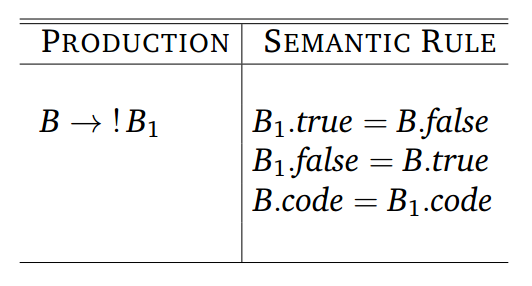 PRODUCTION SEMANTIC RULE
B → ! B₁ B₁.true = B.false
B₁.false = B.true
B.code = B₁.code